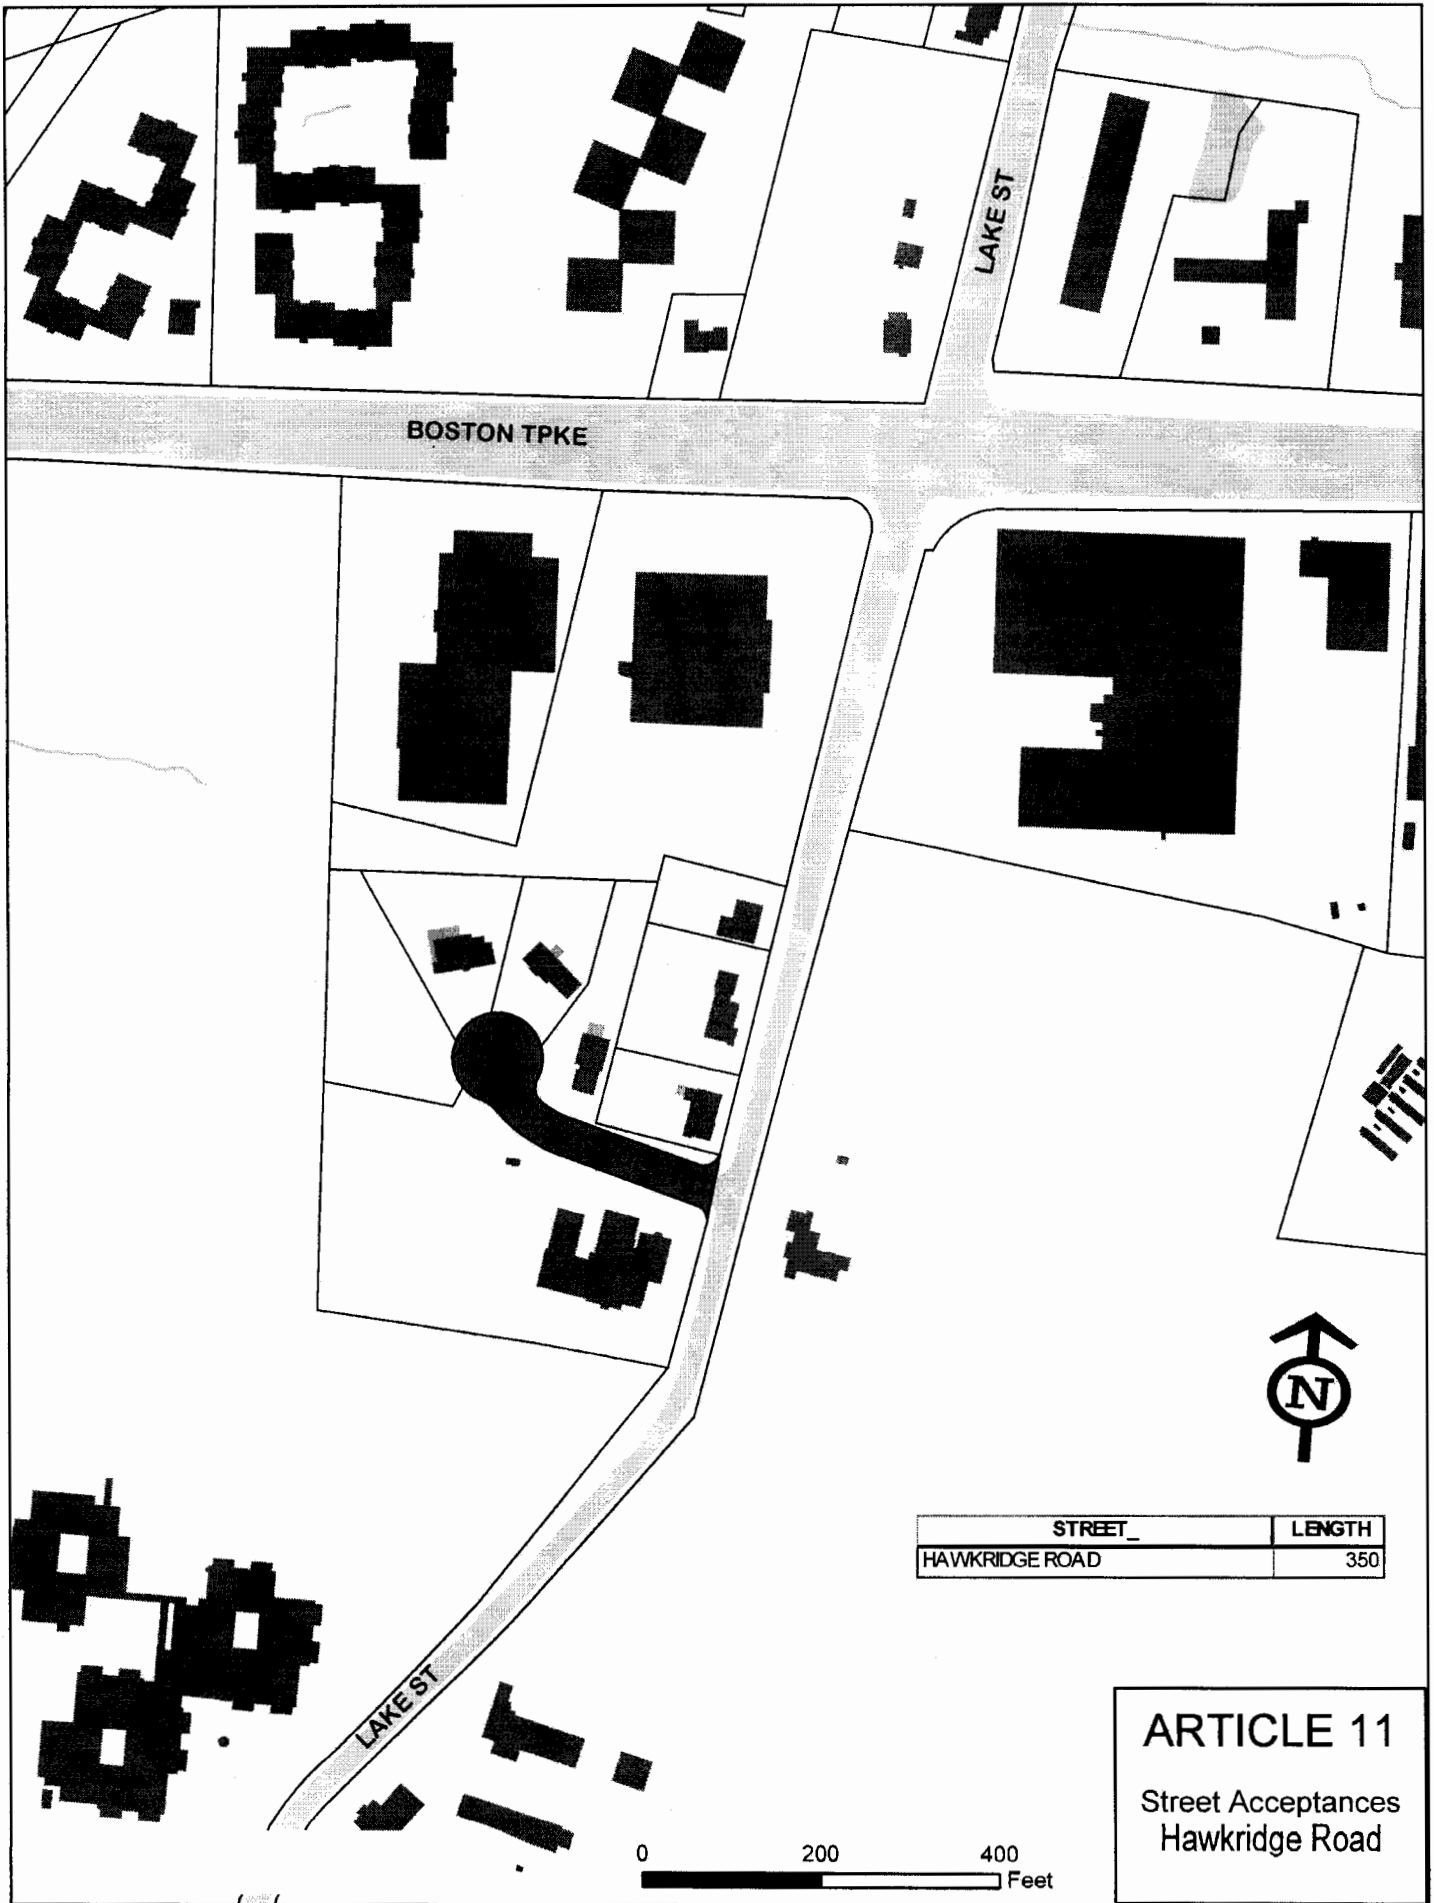 LAKE ST
BOSTON TPKE
N
STREET_ LENGTH
HAWKRIDGE ROAD 350
LAKE ST
ARTICLE 11
Street Acceptances
Hawkridge Road
0 200 400
Feet